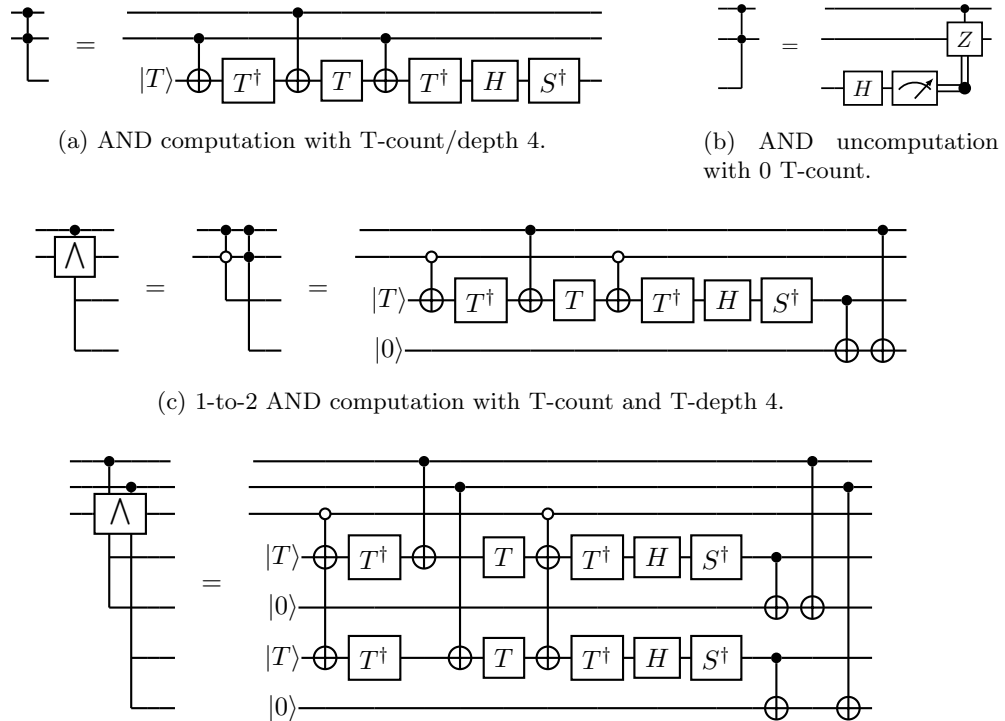 = |T⟩ T† T T† H S†
= Z H
(a) AND computation with T-count/depth 4.
(b) AND uncomputation
with 0 T-count.
∧ = = |T⟩ T† T T† H S†
|0⟩
(c) 1-to-2 AND computation with T-count and T-depth 4.
∧
|T⟩ T† T T† H S†
=
|0⟩
|T⟩ T† T T† H S†
|0⟩